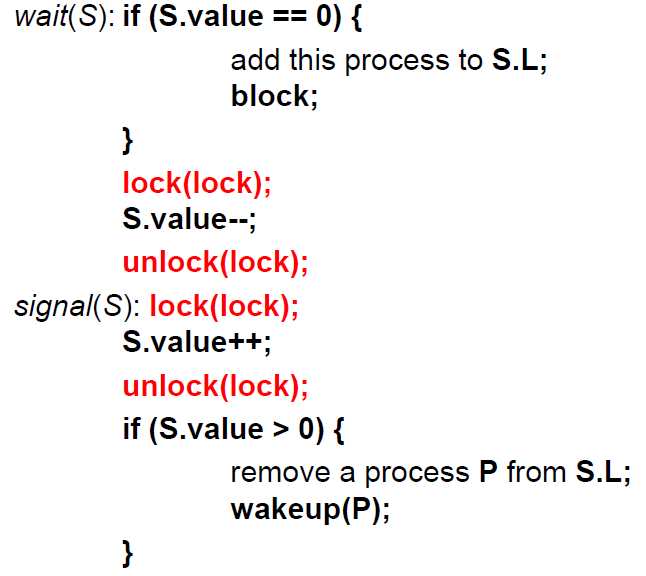 wait(S): if (S.value == 0) {
add this process to S.L;
block;
}
lock(lock);
S.value--;
unlock(lock);
signal(S): lock(lock);
S.value++;
unlock(lock);
if (S.value > 0) {
remove a process P from S.L;
wakeup(P);
}